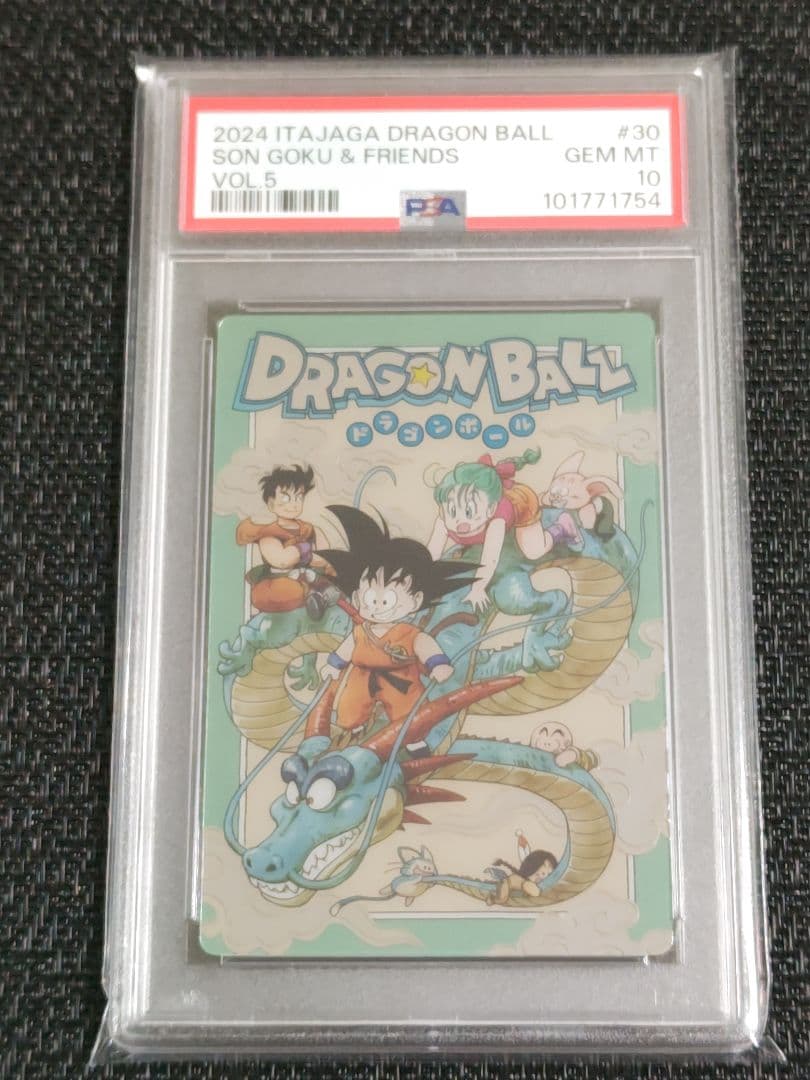 2024 ITAJAGA DRAGON BALL #30
SON GOKU & FRIENDS GEM MT
VOL.5 10
PSA 101771754
DRAGON BALL
ドラゴンボール